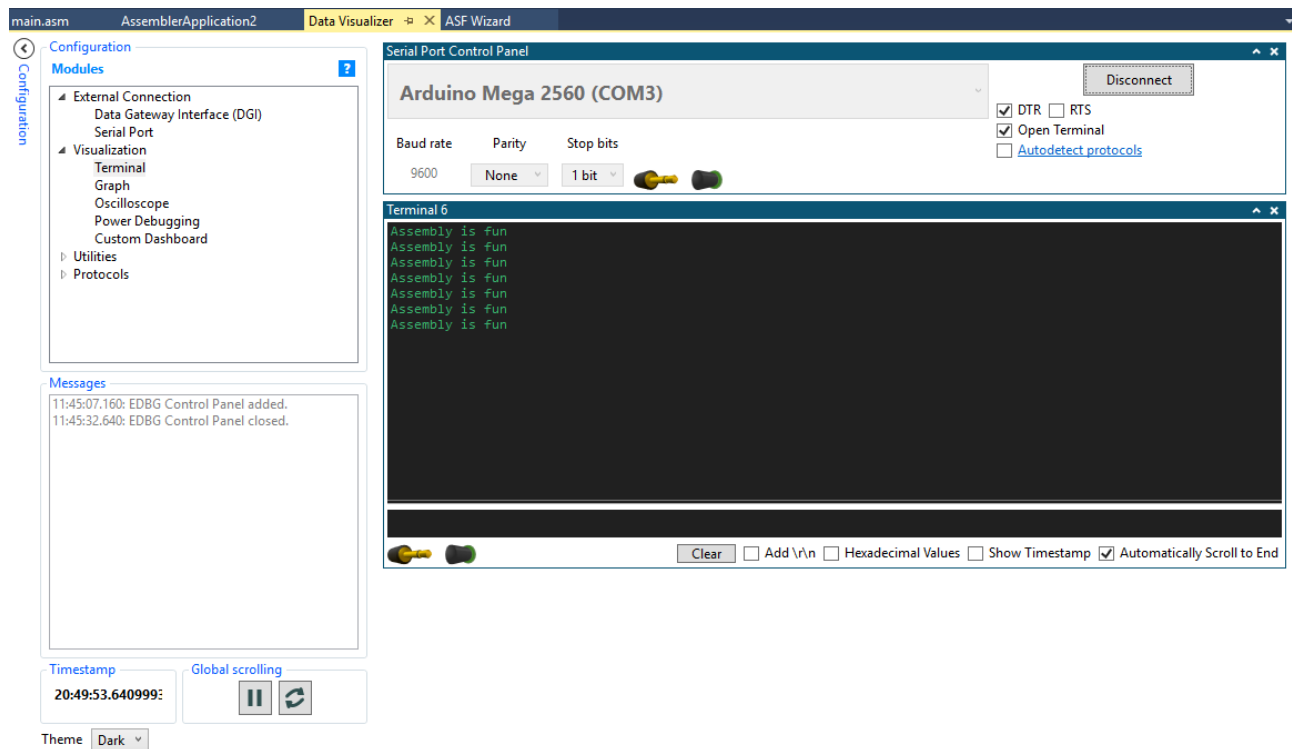 main.asm AssemblerApplication2 Data Visualizer ASF Wizard
Configuration
Configuration
Modules
?
External Connection
Data Gateway Interface (DGI)
Serial Port
Visualization
Terminal
Graph
Oscilloscope
Power Debugging
Custom Dashboard
Utilities
Protocols
Messages
11:45:07.160: EDBG Control Panel added.
11:45:32.640: EDBG Control Panel closed.
Timestamp
20:49:53.640999
Global scrolling
Theme Dark
Serial Port Control Panel
Arduino Mega 2560 (COM3)
Disconnect
DTR RTS
Open Terminal
Autodetect protocols
Baud rate Parity Stop bits
9600 None 1 bit
Terminal 6
Assembly is fun
Assembly is fun
Assembly is fun
Assembly is fun
Assembly is fun
Assembly is fun
Assembly is fun
Clear Add \r\n Hexadecimal Values Show Timestamp Automatically Scroll to End